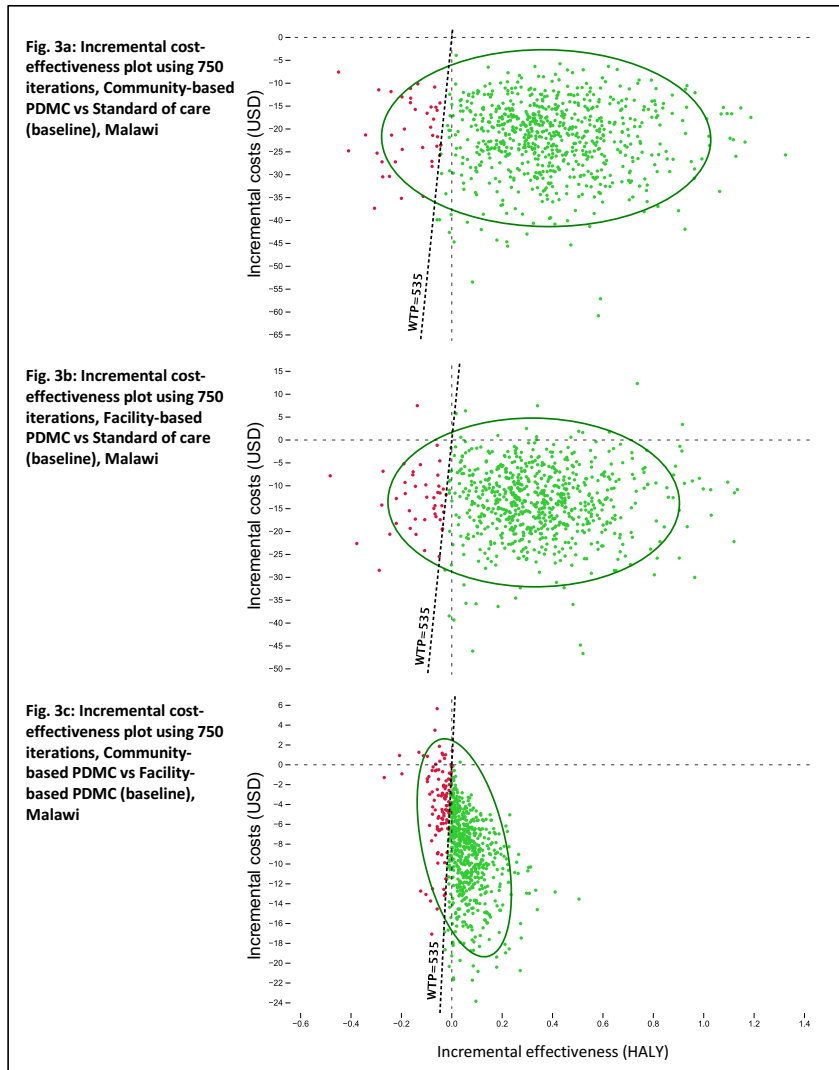 Fig. 3a: Incremental cost-
effectiveness plot using 750
iterations, Community-based
PDMC vs Standard of care
(baseline), Malawi
Incremental costs (USD)
0
−5
−10
−15
−20
−25
−30
−35
−40
−45
−50
−55
−60
−65
WTP=535
Fig. 3b: Incremental cost-
effectiveness plot using 750
iterations, Facility-based
PDMC vs Standard of care
(baseline), Malawi
Incremental costs (USD)
15
10
5
0
−5
−10
−15
−20
−25
−30
−35
−40
−45
−50
WTP=535
Fig. 3c: Incremental cost-
effectiveness plot using 750
iterations, Community-
based PDMC vs Facility-
based PDMC (baseline),
Malawi
Incremental costs (USD)
6
4
2
0
−2
−4
−6
−8
−10
−12
−14
−16
−18
−20
−22
−24
WTP=535
−0.6 −0.4 −0.2 0.0 0.2 0.4 0.6 0.8 1.0 1.2 1.4
Incremental effectiveness (HALY)